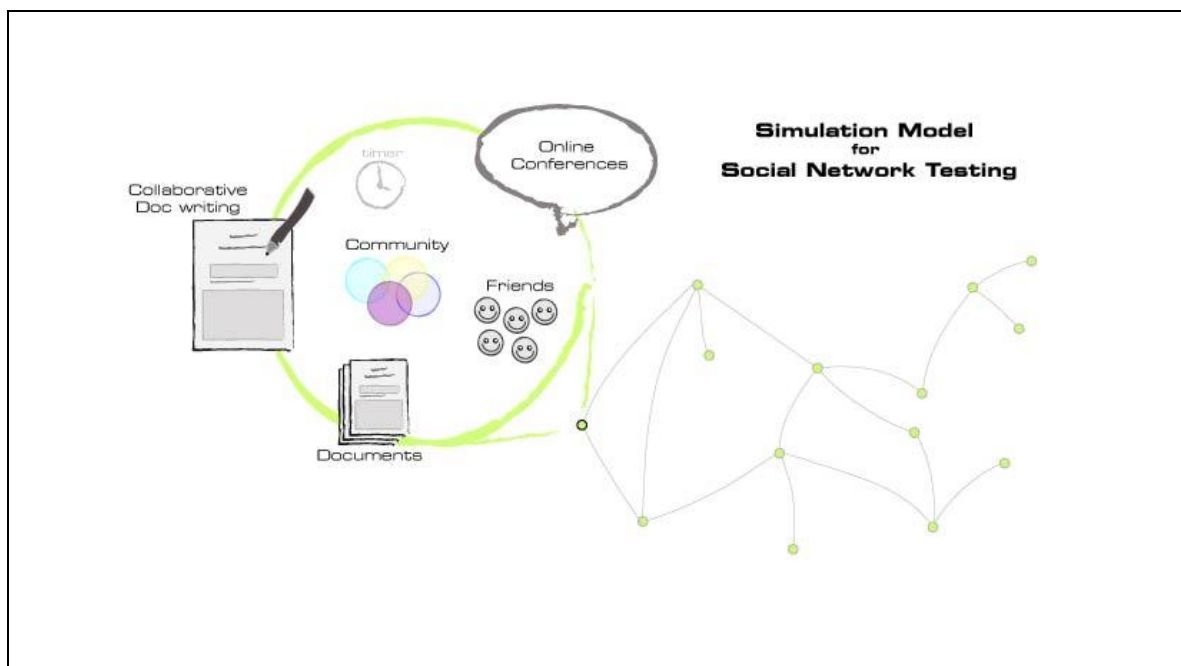 Simulation Model
for
Social Network Testing
timer
Online
Conferences
Collaborative
Doc writing
Community
Friends
Documents